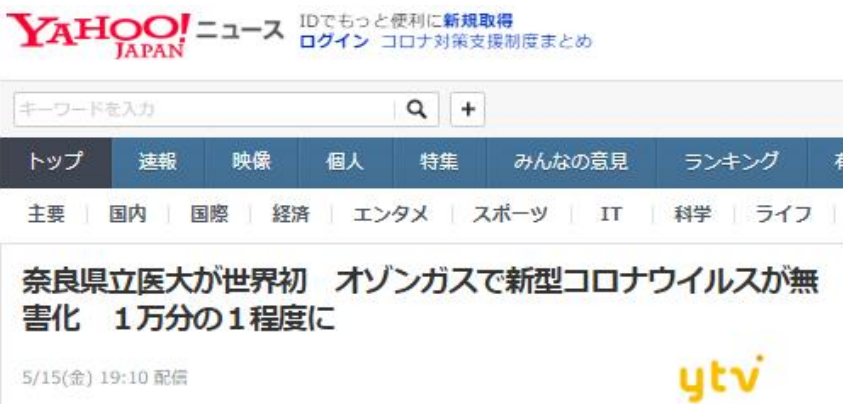 YAHOO! ニュース
JAPAN
IDでもっと便利に新規取得
ログイン コロナ対策支援制度まとめ
キーワードを入力
+
トップ 速報 映像 個人 特集 みんなの意見 ランキング
主要 国内 国際 経済 エンタメ スポーツ IT 科学 ライフ
奈良県立医大が世界初　オゾンガスで新型コロナウイルスが無
害化　１万分の１程度に
5/15(金) 19:10 配信
ytv